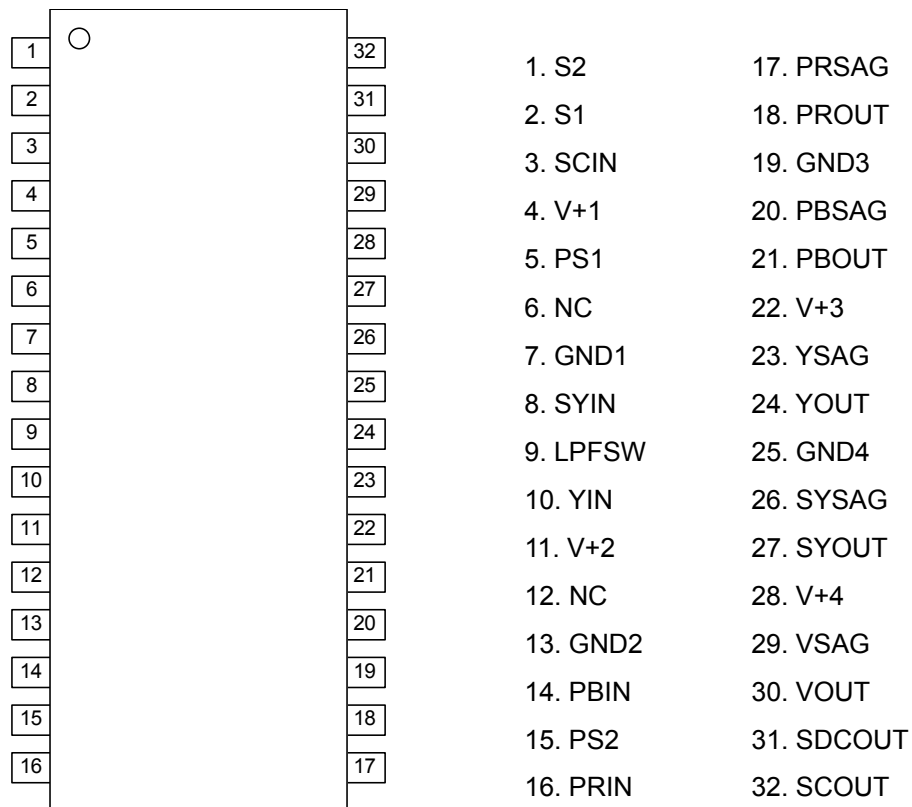 1 32
2 31
3 30
4 29
5 28
6 27
7 26
8 25
9 24
10 23
11 22
12 21
13 20
14 19
15 18
16 17
1. S2
2. S1
3. SCIN
4. V+1
5. PS1
6. NC
7. GND1
8. SYIN
9. LPFSW
10. YIN
11. V+2
12. NC
13. GND2
14. PBIN
15. PS2
16. PRIN
17. PRSAG
18. PROUT
19. GND3
20. PBSAG
21. PBOUT
22. V+3
23. YSAG
24. YOUT
25. GND4
26. SYSAG
27. SYOUT
28. V+4
29. VSAG
30. VOUT
31. SDCOUT
32. SCOUT